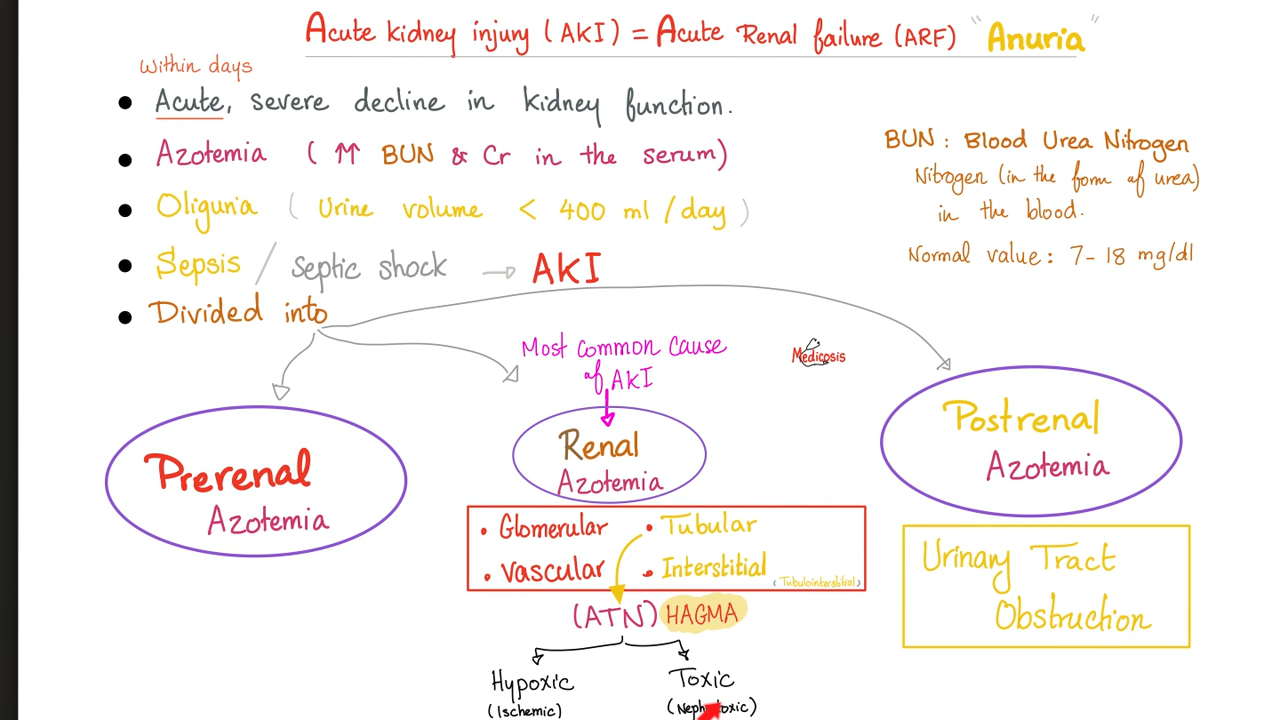 Acute kidney injury (AKI) = Acute Renal failure (ARF) "Anuria"
Within days
• Acute, severe decline in kidney function.
• Azotemia ( ↑↑ BUN & Cr in the serum)
• Oliguria ( Urine volume < 400 ml/day )
• Sepsis / Septic shock → AKI
• Divided into
BUN : Blood Urea Nitrogen
Nitrogen (in the form of urea)
in the blood.
Normal value : 7-18 mg/dl
Most common cause
of AKI
Medicosis
Prerenal
Azotemia
Renal
Azotemia
• Glomerular • Tubular
• Vascular • Interstitial
(Tubulointerstitial)
(ATN) HAGMA
Hypoxic
(Ischemic)
Toxic
(Nephrotoxic)
Postrenal
Azotemia
Urinary Tract
Obstruction